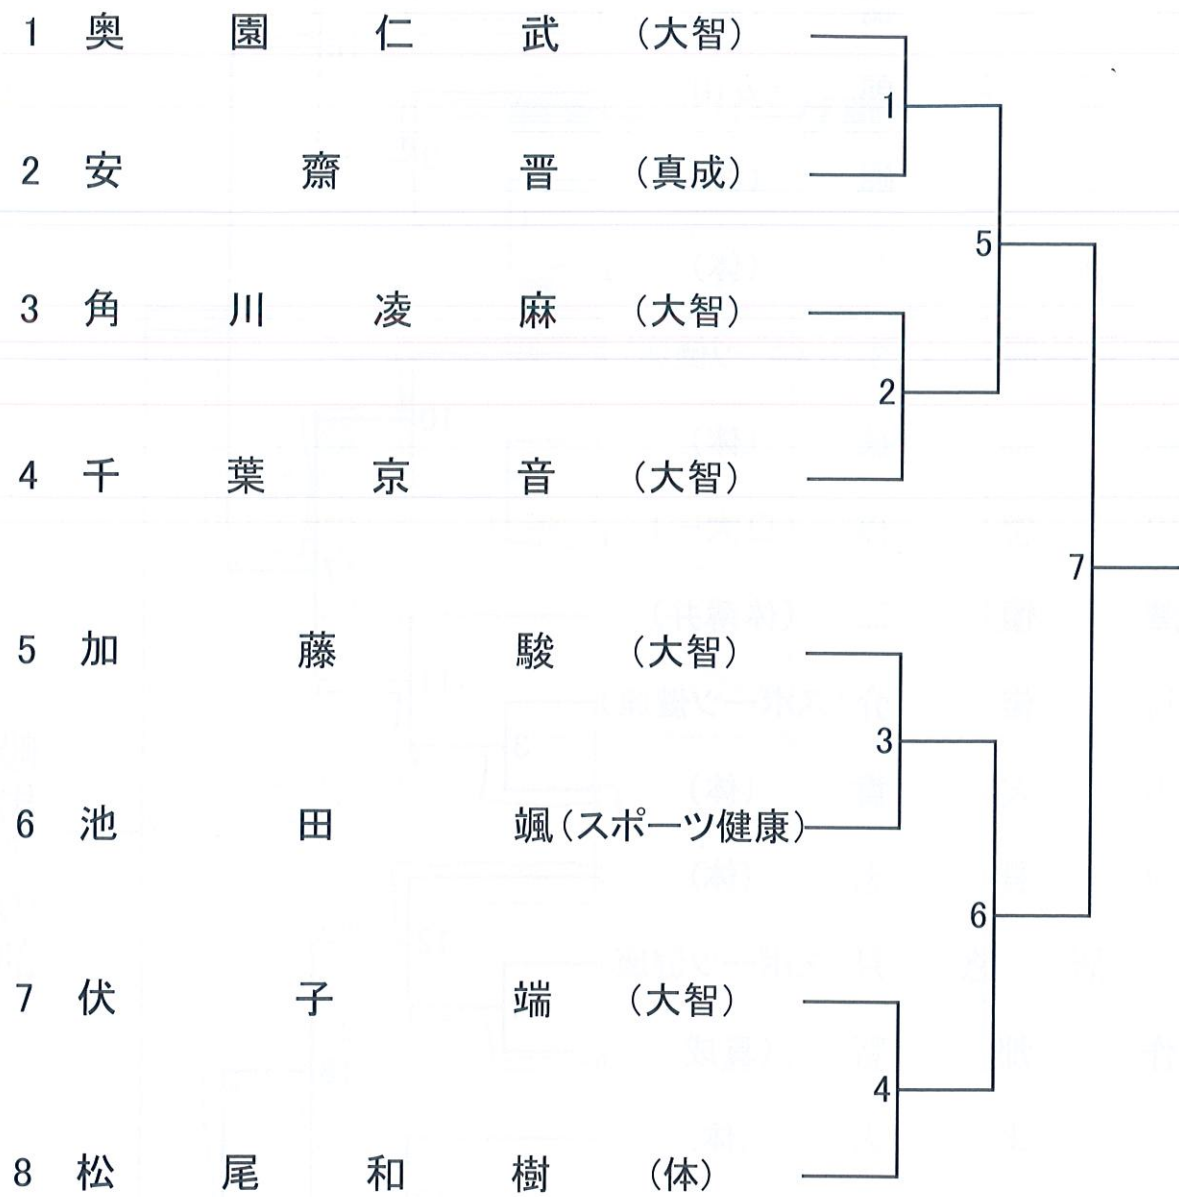 1 奥園仁武 (大智)
1
2 安齋晋 (真成)
5
3 角川凌麻 (大智)
2
4 千葉京音 (大智)
7
5 加藤駿 (大智)
3
6 池田颯 (スポーツ健康)
6
7 伏子端 (大智)
4
8 松尾和樹 (体)